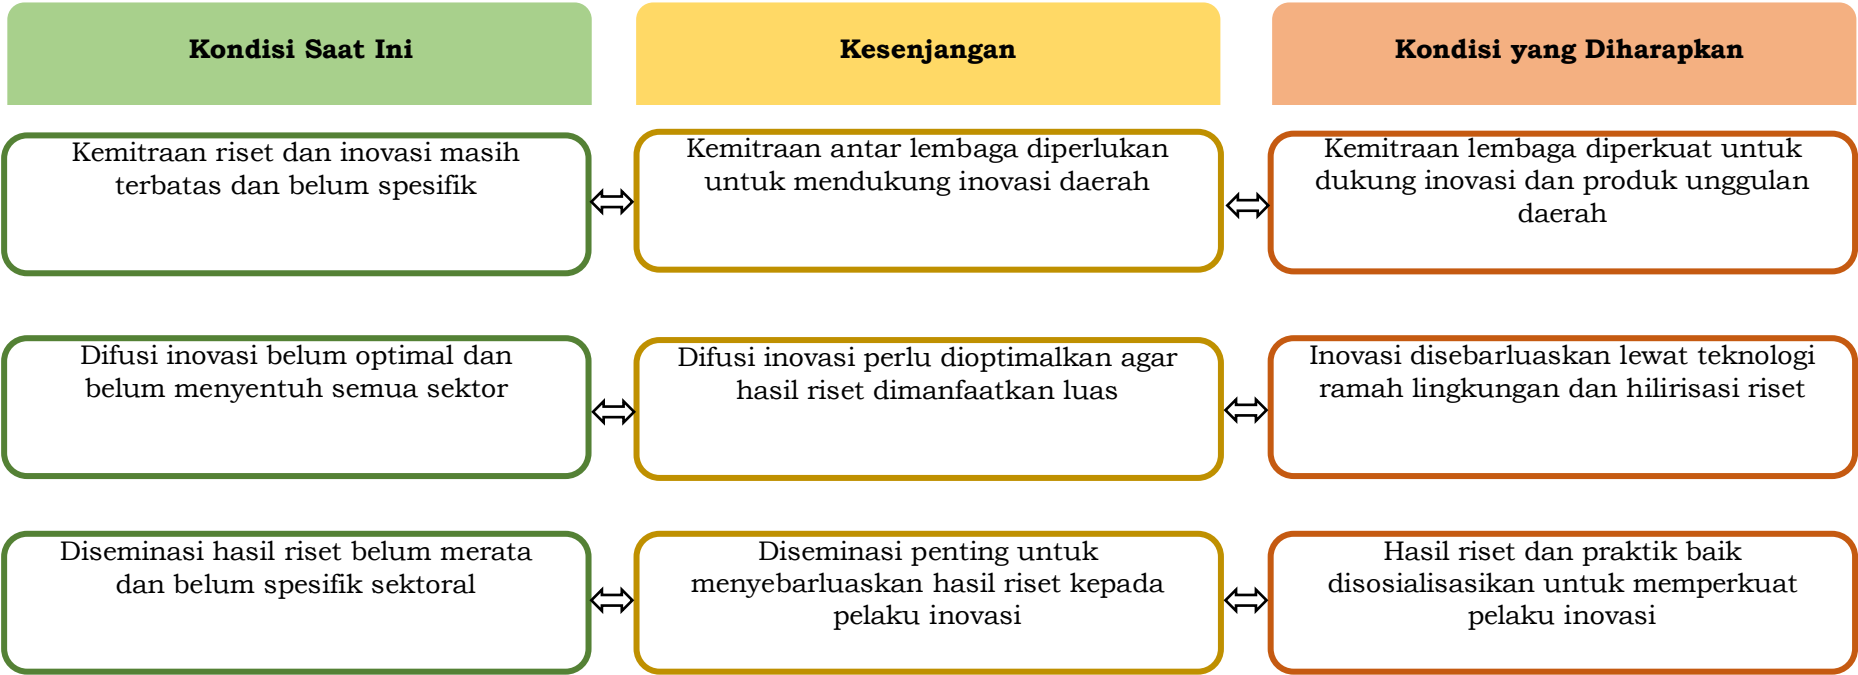 Kondisi Saat Ini
Kesenjangan
Kondisi yang Diharapkan
Kemitraan riset dan inovasi masih
terbatas dan belum spesifik
Kemitraan antar lembaga diperlukan
untuk mendukung inovasi daerah
Kemitraan lembaga diperkuat untuk
dukung inovasi dan produk unggulan
daerah
Difusi inovasi belum optimal dan
belum menyentuh semua sektor
Difusi inovasi perlu dioptimalkan agar
hasil riset dimanfaatkan luas
Inovasi disebarluaskan lewat teknologi
ramah lingkungan dan hilirisasi riset
Diseminasi hasil riset belum merata
dan belum spesifik sektoral
Diseminasi penting untuk
menyebarluaskan hasil riset kepada
pelaku inovasi
Hasil riset dan praktik baik
disosialisasikan untuk memperkuat
pelaku inovasi